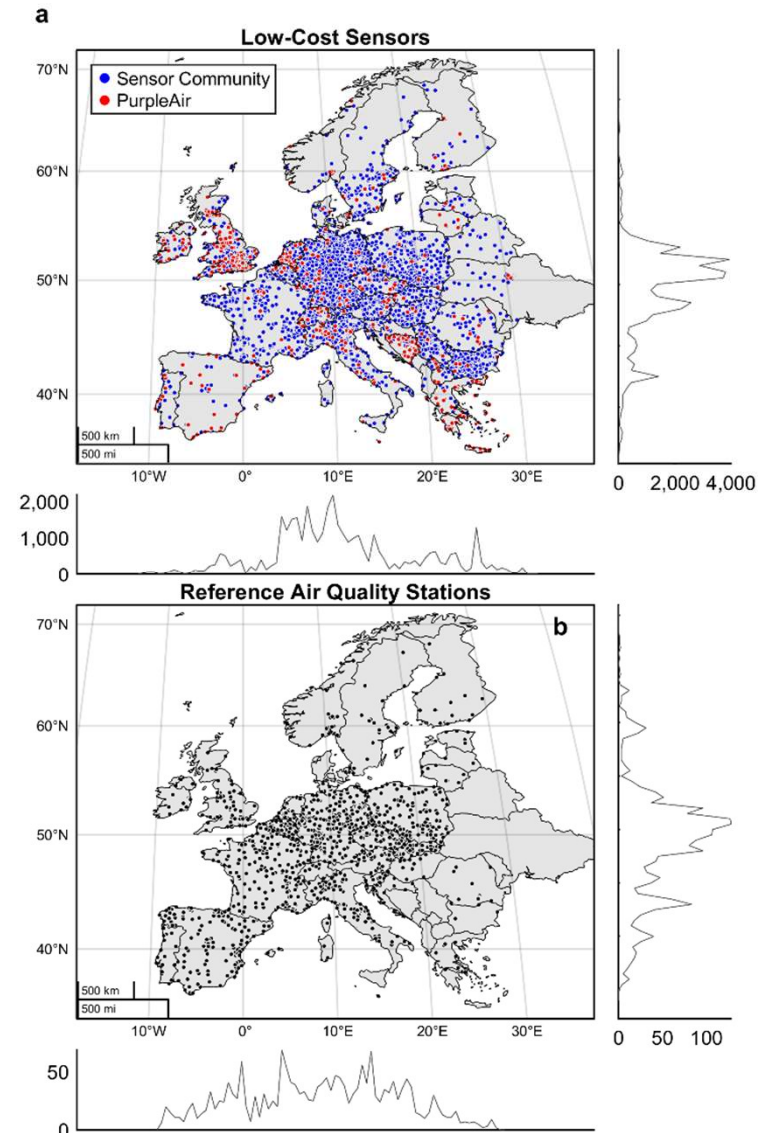 a
Low-Cost Sensors
Sensor Community
PurpleAir
70°N
60°N
50°N
40°N
500 km
500 mi
10°W 0° 10°E 20°E 30°E
0 2,000 4,000
2,000
1,000
0
Reference Air Quality Stations
b
70°N
60°N
50°N
40°N
500 km
500 mi
10°W 0° 10°E 20°E 30°E
0 50 100
50
0